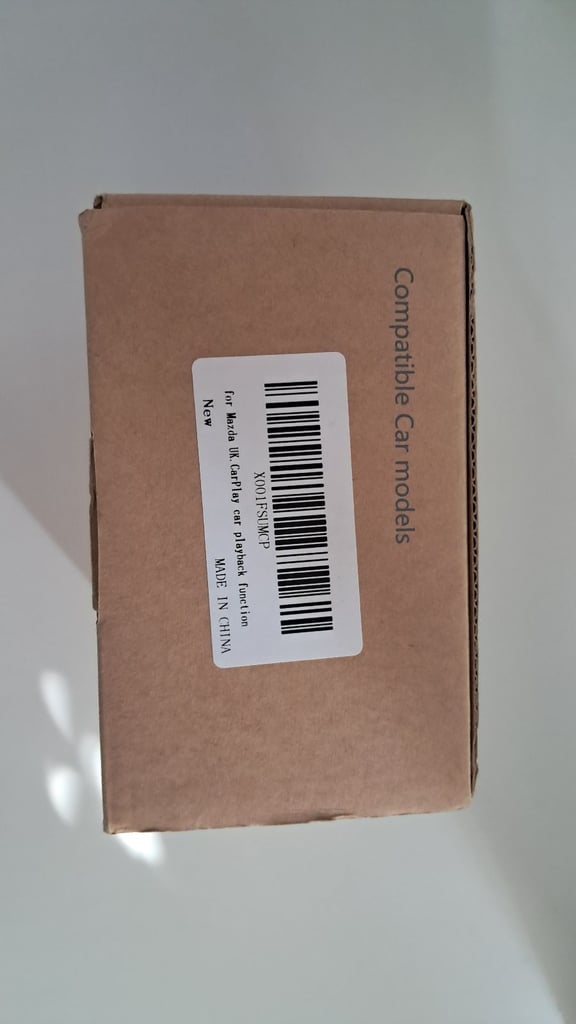 Compatible Car models
X001FSUMCP
for Mazda UK.CarPlay car playback function
New
MADE IN CHINA